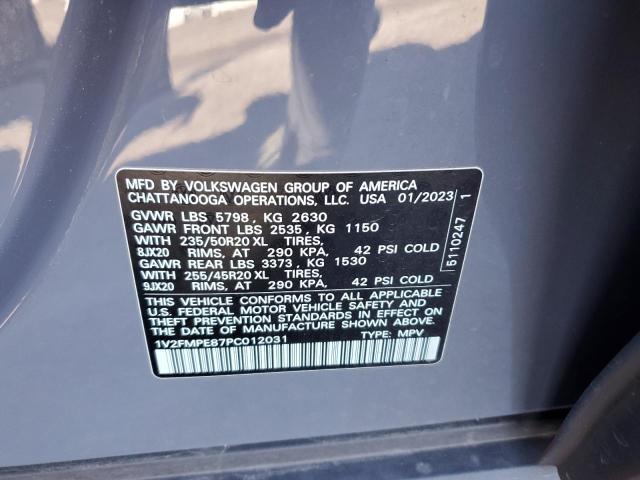 MFD BY VOLKSWAGEN GROUP OF AMERICA
CHATTANOOGA OPERATIONS, LLC. USA 01/2023
GVWR LBS 5798, KG 2630
GAWR FRONT LBS 2535, KG 1150
WITH 235/50R20 XL TIRES,
8JX20 RIMS, AT 290 KPA, 42 PSI COLD
GAWR REAR LBS 3373, KG 1530
WITH 255/45R20 XL TIRES,
9JX20 RIMS, AT 290 KPA, 42 PSI COLD
THIS VEHICLE CONFORMS TO ALL APPLICABLE
U.S. FEDERAL MOTOR VEHICLE SAFETY AND
THEFT PREVENTION STANDARDS IN EFFECT ON
THE DATE OF MANUFACTURE SHOWN ABOVE.
1V2FMPE87PC012031 TYPE: MPV
5110247 1